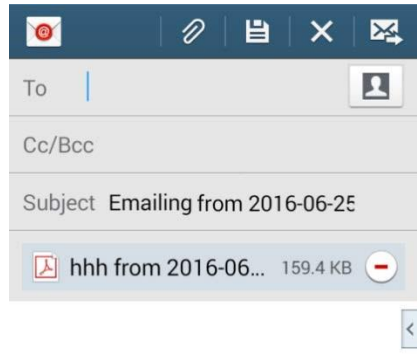 To
Cc/Bcc
Subject Emailing from 2016-06-25
hhh from 2016-06... 159.4 KB